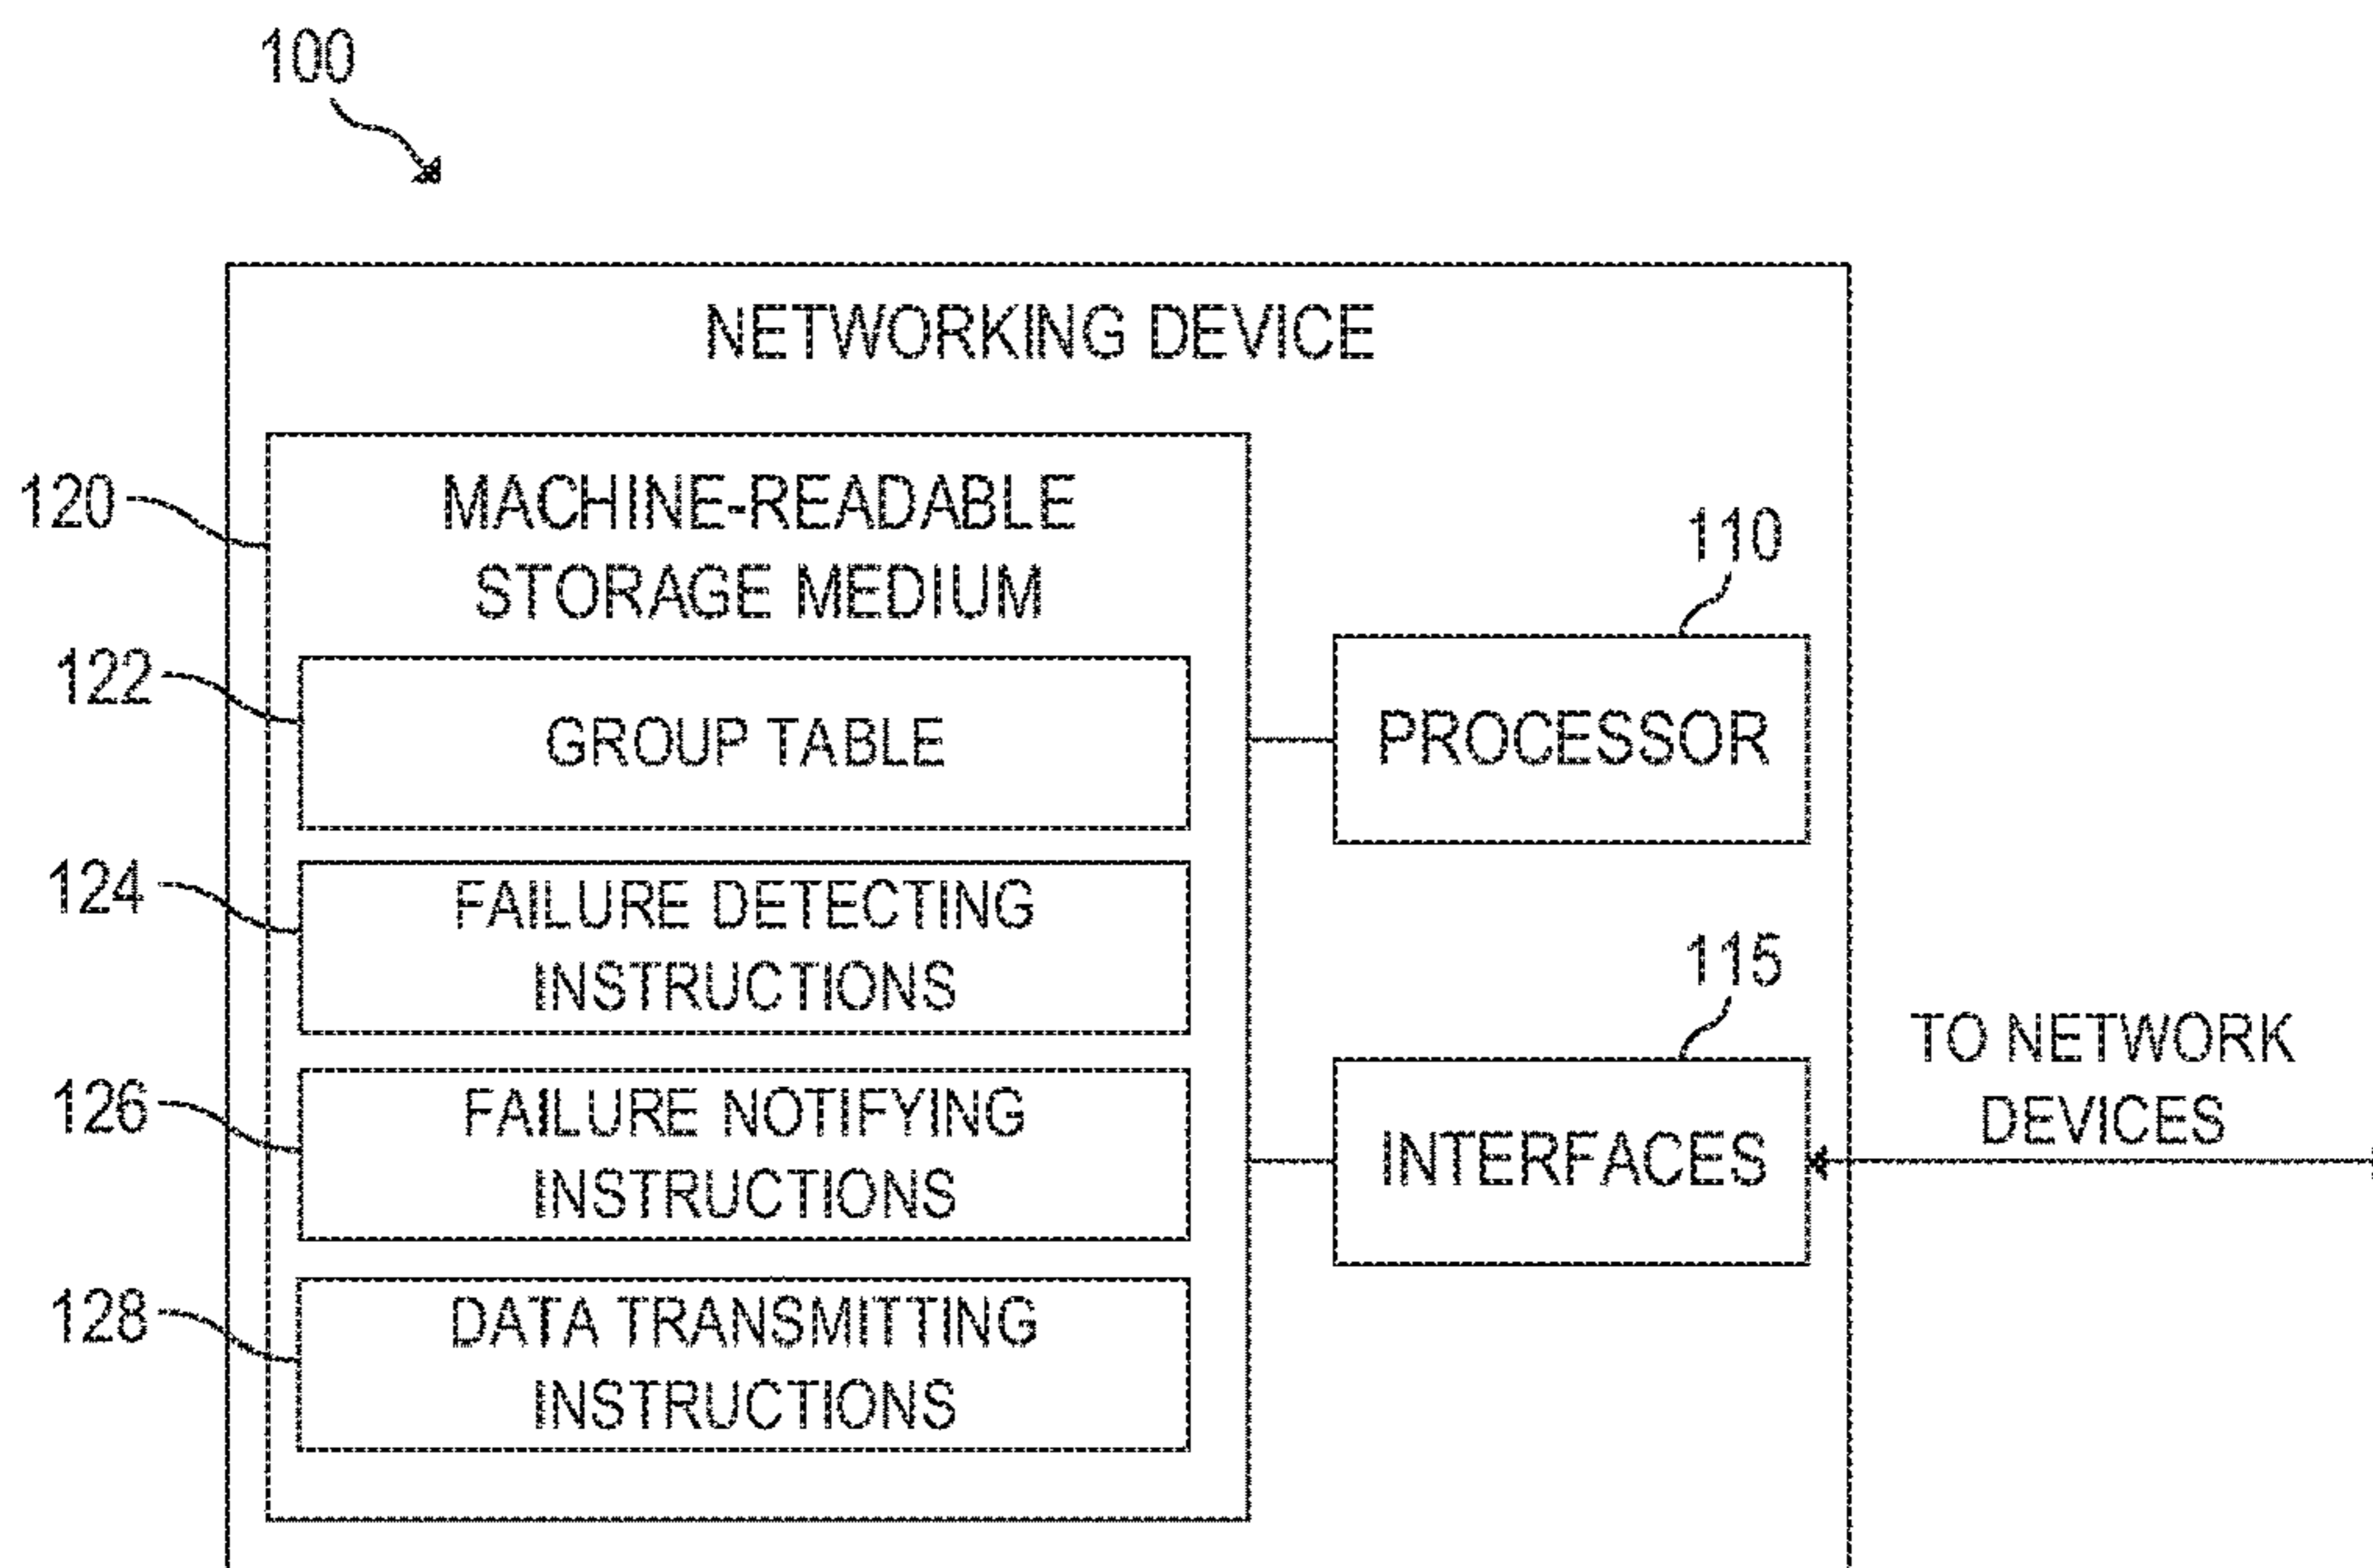 100
NETWORKING DEVICE
120
MACHINE-READABLE
STORAGE MEDIUM
110
122
GROUP TABLE
PROCESSOR
124
FAILURE DETECTING
INSTRUCTIONS
115
TO NETWORK
DEVICES
126
FAILURE NOTIFYING
INSTRUCTIONS
INTERFACES
128
DATA TRANSMITTING
INSTRUCTIONS